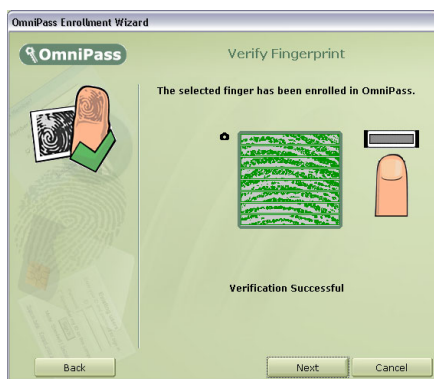 OmniPass Enrollment Wizard
OmniPass
Verify Fingerprint
The selected finger has been enrolled in OmniPass.
Verification Successful
Back
Next
Cancel